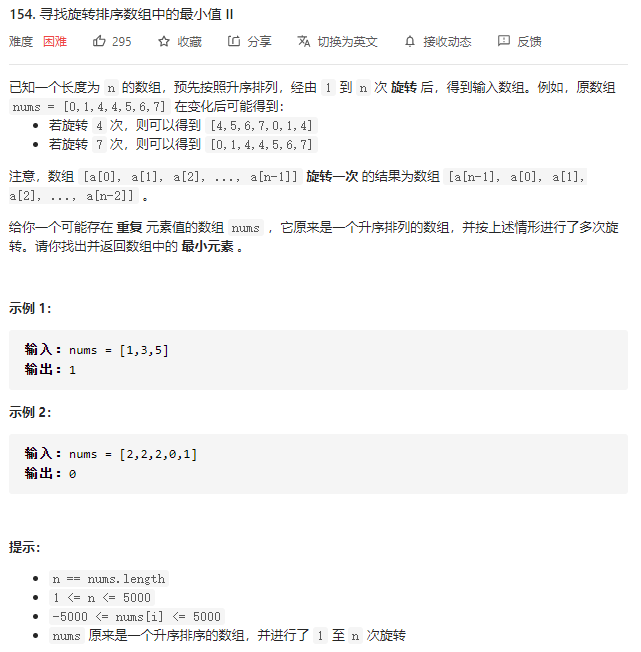 154. 寻找旋转排序数组中的最小值 II
难度 困难 295 收藏 分享 切换为英文 接收动态 反馈
已知一个长度为 n 的数组，预先按照升序排列，经由 1 到 n 次 旋转 后，得到输入数组。例如，原数组
nums = [0,1,4,4,5,6,7] 在变化后可能得到：
• 若旋转 4 次，则可以得到 [4,5,6,7,0,1,4]
• 若旋转 7 次，则可以得到 [0,1,4,4,5,6,7]
注意，数组 [a[0], a[1], a[2], ..., a[n-1]] 旋转一次 的结果为数组 [a[n-1], a[0], a[1],
a[2], ..., a[n-2]] 。
给你一个可能存在 重复 元素值的数组 nums ，它原来是一个升序排列的数组，并按上述情形进行了多次旋
转。请你找出并返回数组中的 最小元素 。
示例 1：
输入：nums = [1,3,5]
输出：1
示例 2：
输入：nums = [2,2,2,0,1]
输出：0
提示：
• n == nums.length
• 1 <= n <= 5000
• -5000 <= nums[i] <= 5000
• nums 原来是一个升序排序的数组，并进行了 1 至 n 次旋转